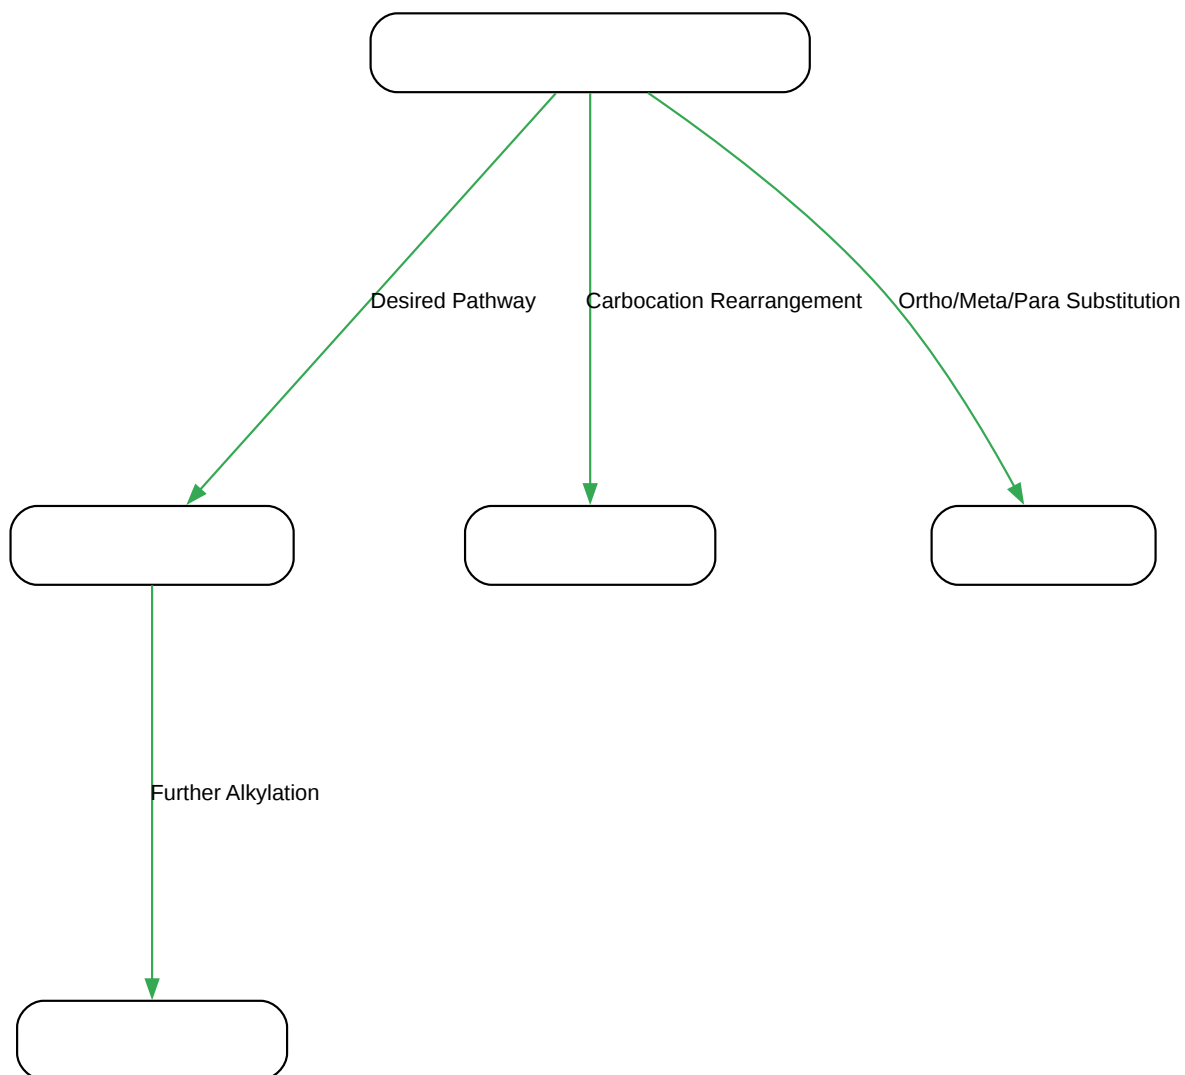 Desired Pathway
Carbocation Rearrangement
Ortho/Meta/Para Substitution
Further Alkylation